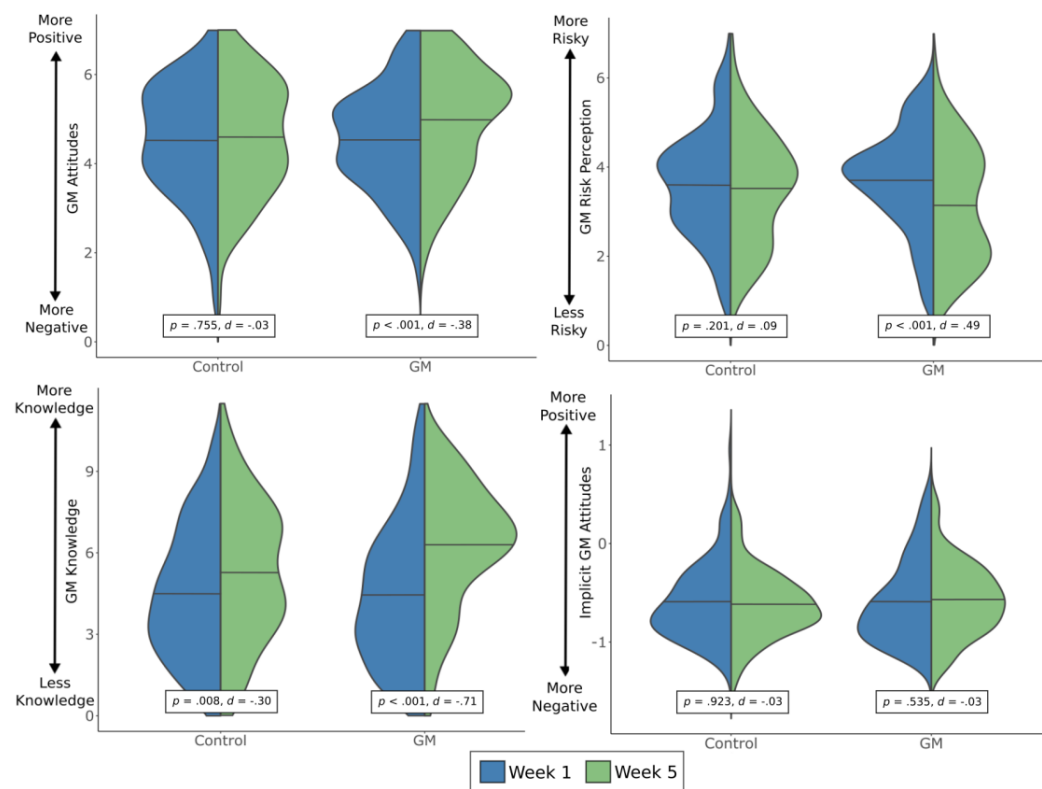 More
Positive
GM Attitudes
6
4
2
0
More
Negative
p = .755, d = -.03
p < .001, d = -.38
Control
GM
More
Risky
GM Risk Perception
6
4
2
0
Less
Risky
p = .201, d = .09
p < .001, d = .49
Control
GM
More
Knowledge
GM Knowledge
9
6
3
0
Less
Knowledge
p = .008, d = -.30
p < .001, d = -.71
Control
GM
More
Positive
Implicit GM Attitudes
1
0
-1
More
Negative
p = .923, d = -.03
p = .535, d = -.03
Control
GM
Week 1
Week 5